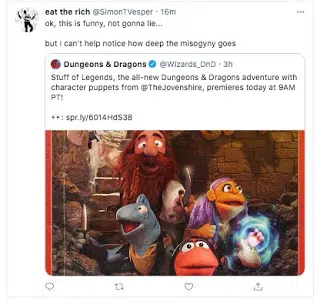 eat the rich @SimonTVesper · 16m
ok, this is funny, not gonna lie...
but I can't help notice how deep the misogyny goes
Dungeons & Dragons @Wizards_DnD · 3h
Stuff of Legends, the all-new Dungeons & Dragons adventure with
character puppets from @TheJovenshire, premieres today at 9AM
PT!
👀: spr.ly/6014HdS38